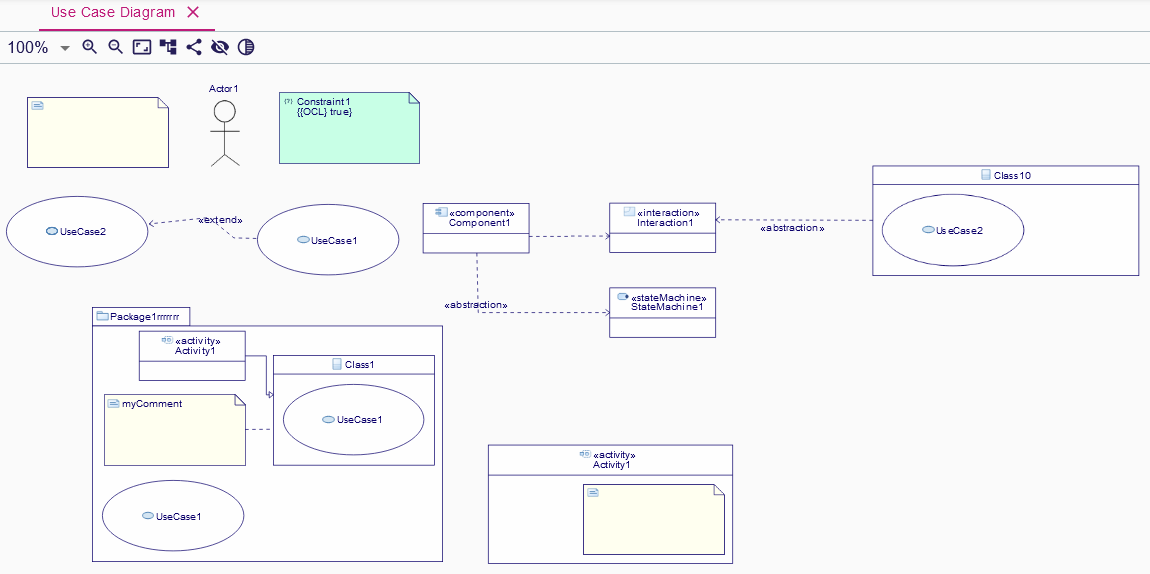 Use Case Diagram
100%
Actor1
Constraint1
{{OCL} true}
Class10
UseCase2
«extend»
UseCase1
«component»
Component1
«interaction»
Interaction1
«abstraction»
UseCase2
«abstraction»
«stateMachine»
StateMachine1
Package1rrrrrrr
«activity»
Activity1
Class1
myComment
UseCase1
UseCase1
«activity»
Activity1